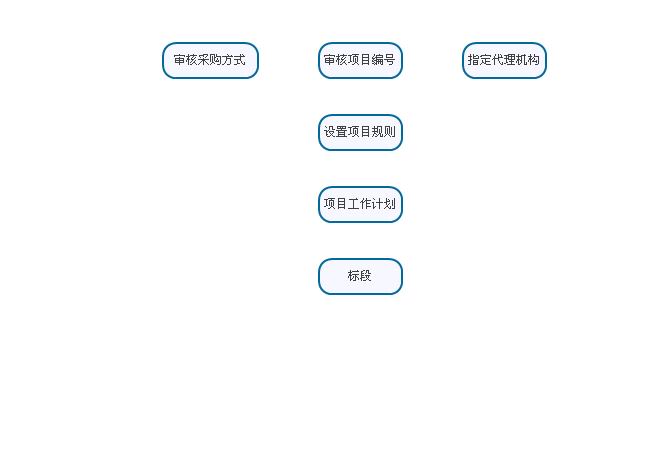 审核采购方式
审核项目编号
指定代理机构
设置项目规则
项目工作计划
标段